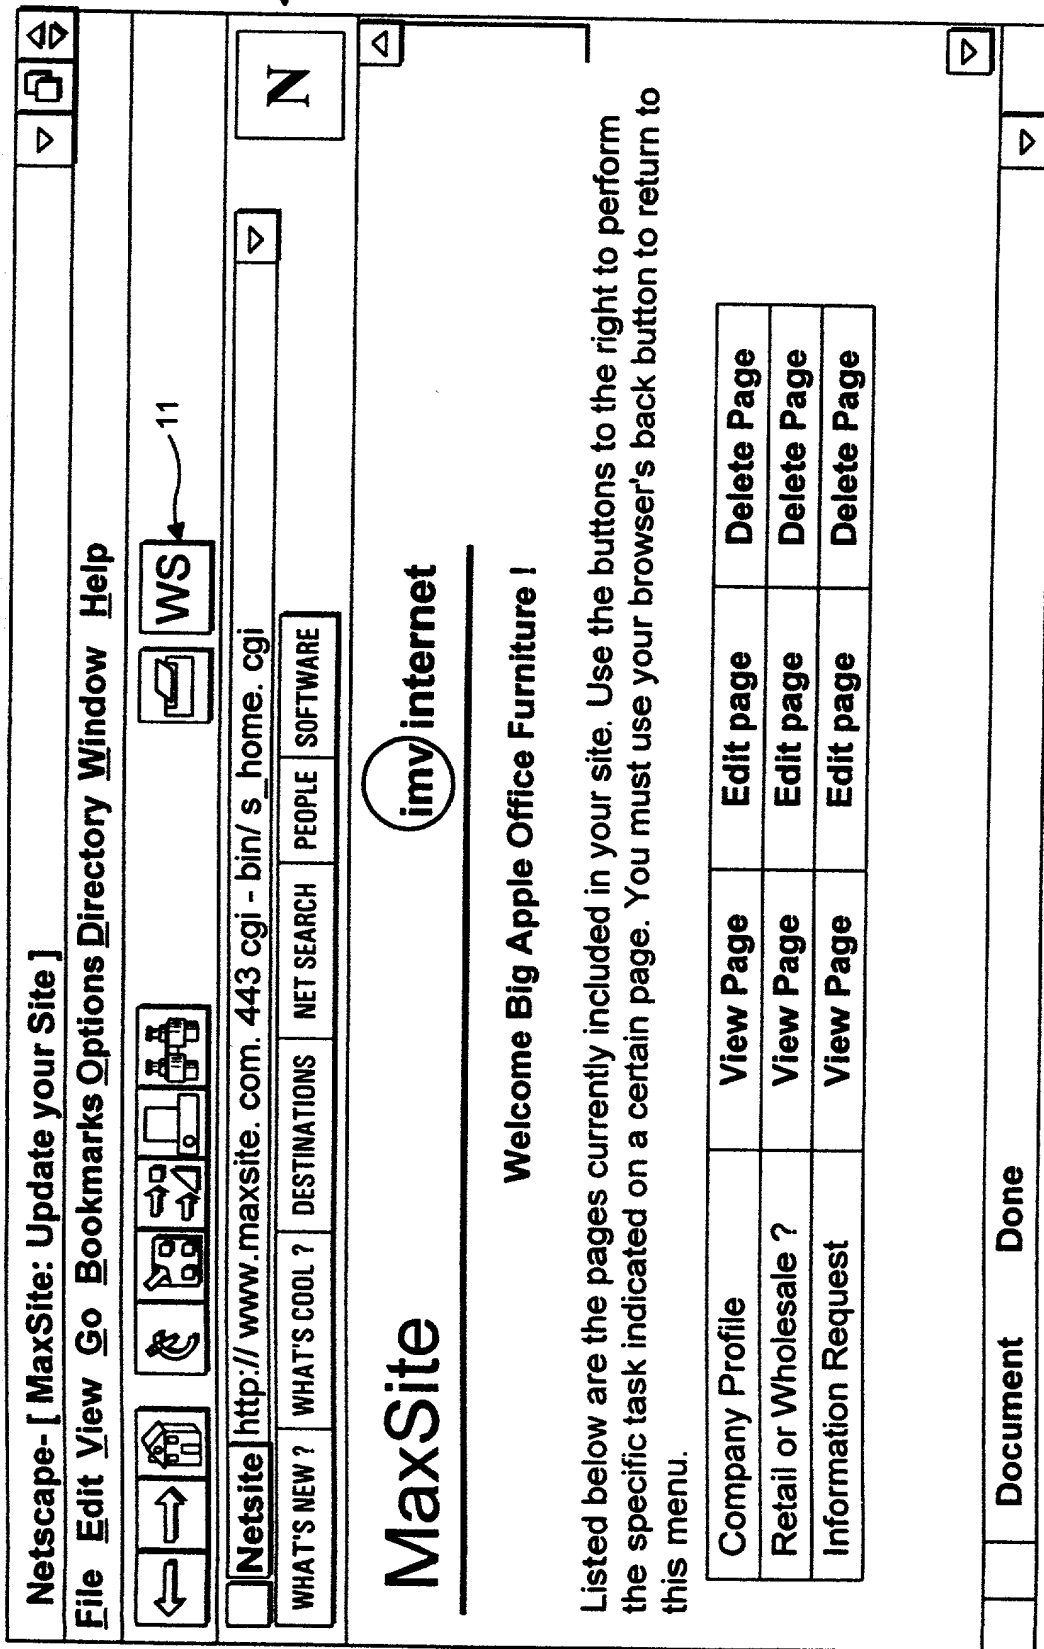 Netscape- [ MaxSite: Update your Site ]
File Edit View Go Bookmarks Options Directory Window Help
WS 11
Netsite http:// www.maxsite. com. 443 cgi - bin/ s_home. cgi
N
WHAT'S NEW ? WHAT'S COOL ? DESTINATIONS NET SEARCH PEOPLE SOFTWARE
MaxSite imv internet
Welcome Big Apple Office Furniture !
Listed below are the pages currently included in your site. Use the buttons to the right to perform
the specific task indicated on a certain page. You must use your browser's back button to return to
this menu.
Company Profile View Page Edit page Delete Page
Retail or Wholesale ? View Page Edit page Delete Page
Information Request View Page Edit page Delete Page
Document Done